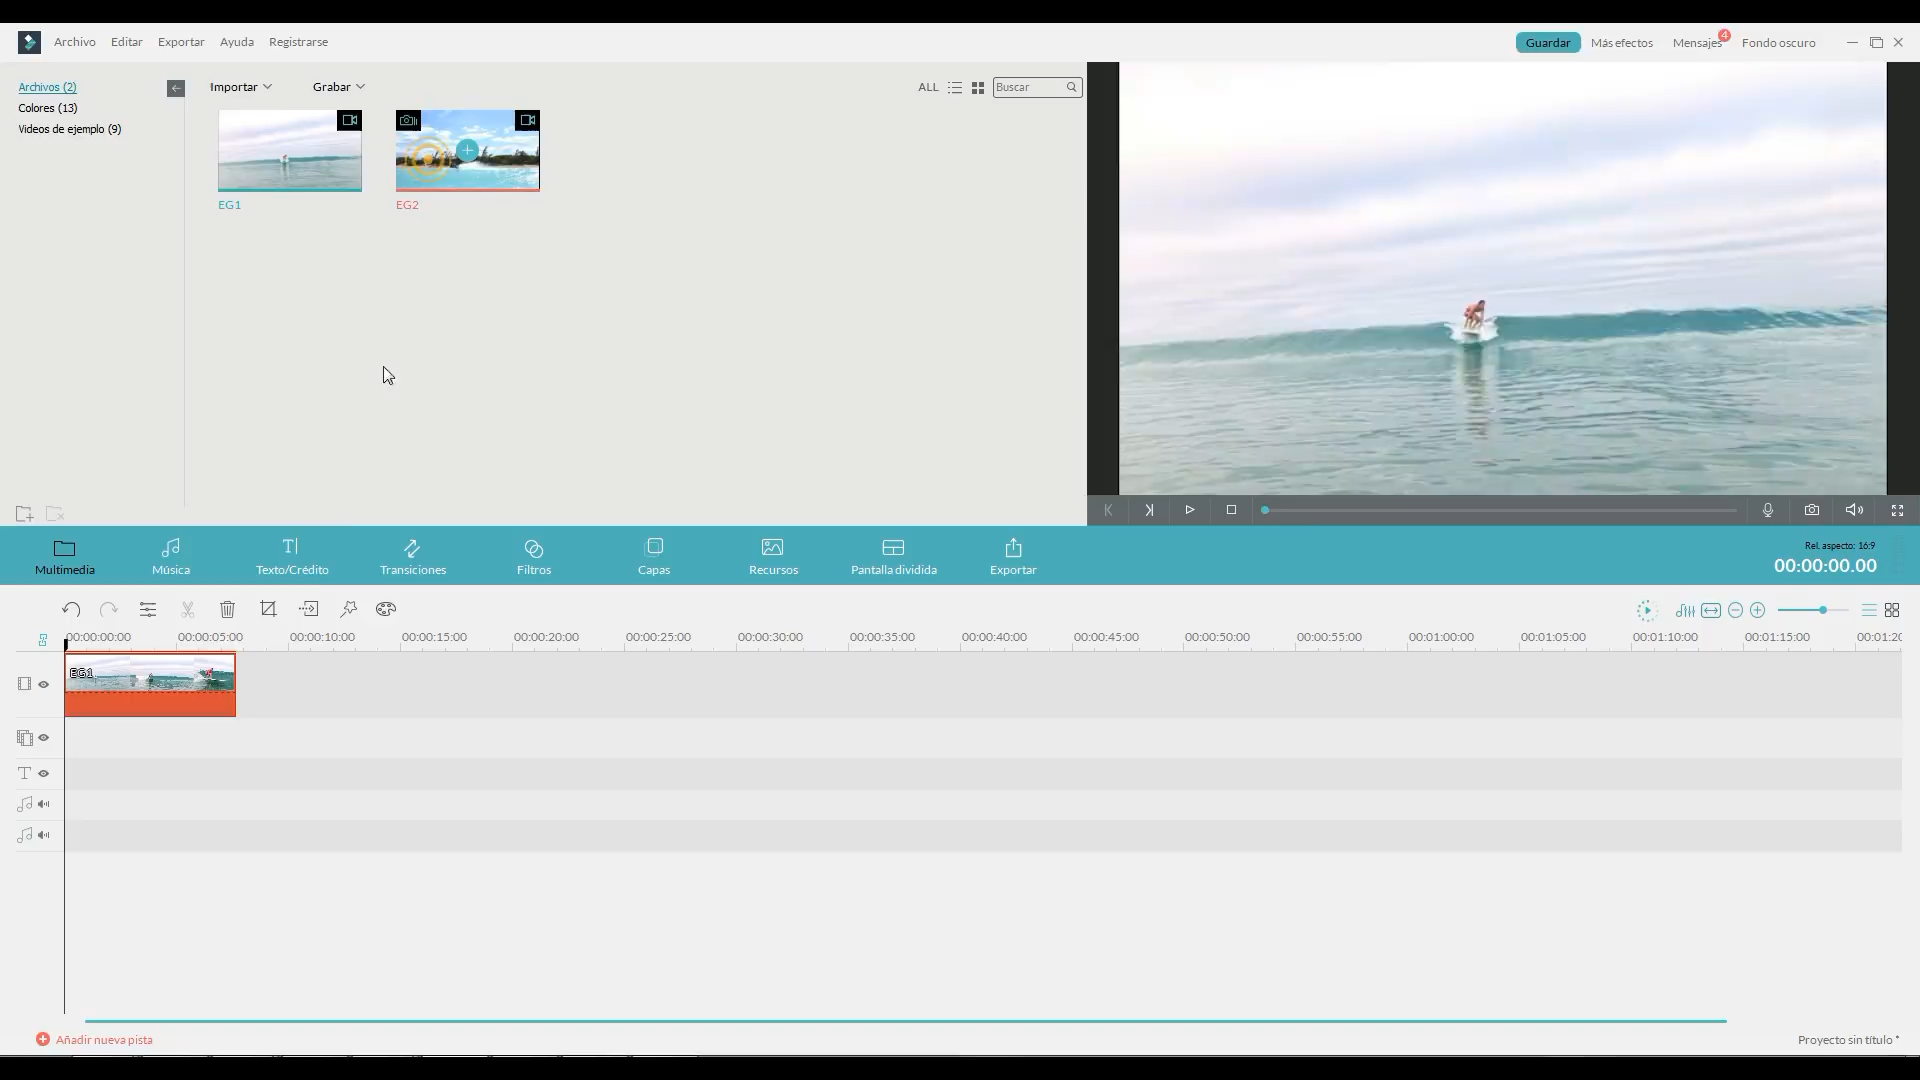 Archivo Editar Exportar Ayuda Registrarse
Guardar Más efectos Mensajes 4 Fondo oscuro
Archivos (2)
Colores (13)
Videos de ejemplo (9)
Importar Grabar
ALL Buscar
EG1 EG2
Multimedia Música Texto/Crédito Transiciones Filtros Capas Recursos Pantalla dividida Exportar
Rel. aspecto: 16:9
00:00:00.00
00:00:00:00 00:00:05:00 00:00:10:00 00:00:15:00 00:00:20:00 00:00:25:00 00:00:30:00 00:00:35:00 00:00:40:00 00:00:45:00 00:00:50:00 00:00:55:00 00:01:00:00 00:01:05:00 00:01:10:00 00:01:15:00 00:01:20
EG1
Añadir nueva pista
Proyecto sin título *